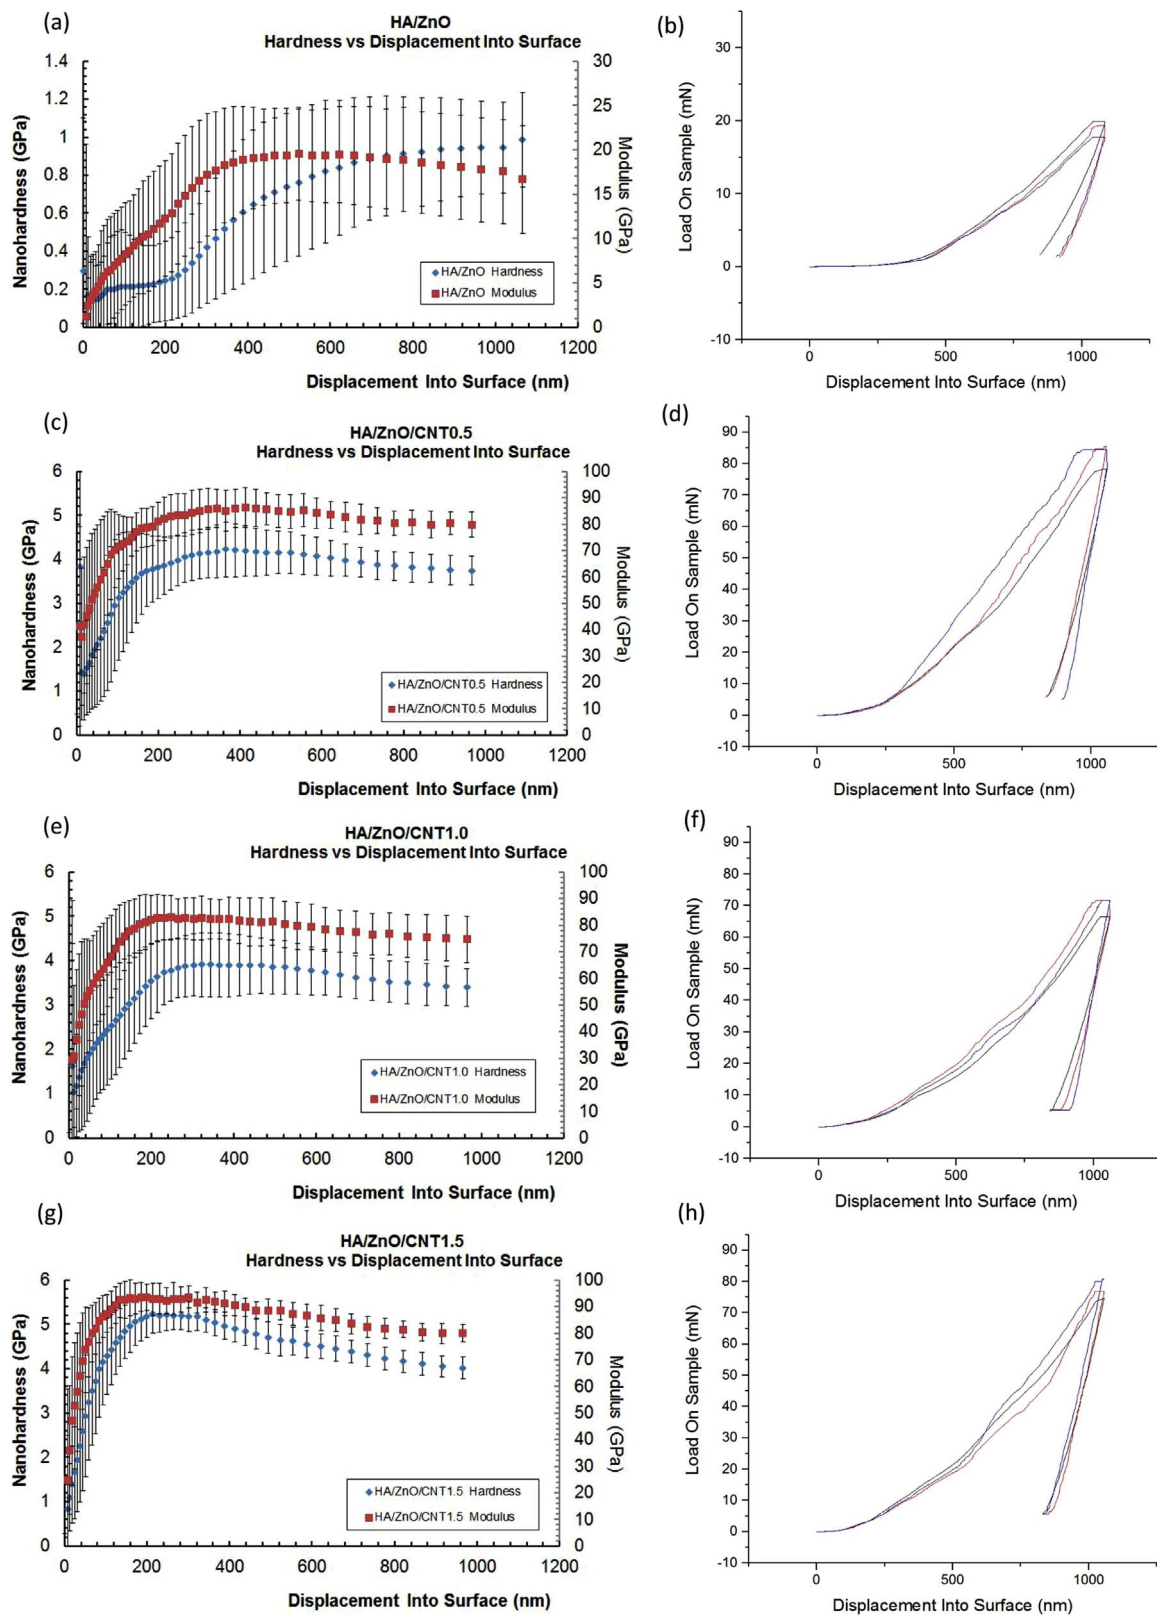 (a)
HA/ZnO
Hardness vs Displacement Into Surface
1.4
1.2
1
0.8
0.6
0.4
0.2
0
Nanohardness (GPa)
30
25
20
15
10
5
0
Modulus (GPa)
HA/ZnO Hardness
HA/ZnO Modulus
0 200 400 600 800 1000 1200
Displacement Into Surface (nm)
(b)
30
20
10
0
-10
Load On Sample (mN)
0 500 1000
Displacement Into Surface (nm)
(c)
HA/ZnO/CNT0.5
Hardness vs Displacement Into Surface
6
5
4
3
2
1
0
Nanohardness (GPa)
100
90
80
70
60
50
40
30
20
10
0
Modulus (GPa)
HA/ZnO/CNT0.5 Hardness
HA/ZnO/CNT0.5 Modulus
0 200 400 600 800 1000 1200
Displacement Into Surface (nm)
(d)
90
80
70
60
50
40
30
20
10
0
-10
Load On Sample (mN)
0 500 1000
Displacement Into Surface (nm)
(e)
HA/ZnO/CNT1.0
Hardness vs Displacement Into Surface
6
5
4
3
2
1
0
Nanohardness (GPa)
100
90
80
70
60
50
40
30
20
10
0
Modulus (GPa)
HA/ZnO/CNT1.0 Hardness
HA/ZnO/CNT1.0 Modulus
0 200 400 600 800 1000 1200
Displacement Into Surface (nm)
(f)
90
80
70
60
50
40
30
20
10
0
-10
Load On Sample (mN)
0 500 1000
Displacement Into Surface (nm)
(g)
HA/ZnO/CNT1.5
Hardness vs Displacement Into Surface
6
5
4
3
2
1
0
Nanohardness (GPa)
100
90
80
70
60
50
40
30
20
10
0
Modulus (GPa)
HA/ZnO/CNT1.5 Hardness
HA/ZnO/CNT1.5 Modulus
0 200 400 600 800 1000 1200
Displacement Into Surface (nm)
(h)
90
80
70
60
50
40
30
20
10
0
-10
Load On Sample (mN)
0 500 1000
Displacement Into Surface (nm)